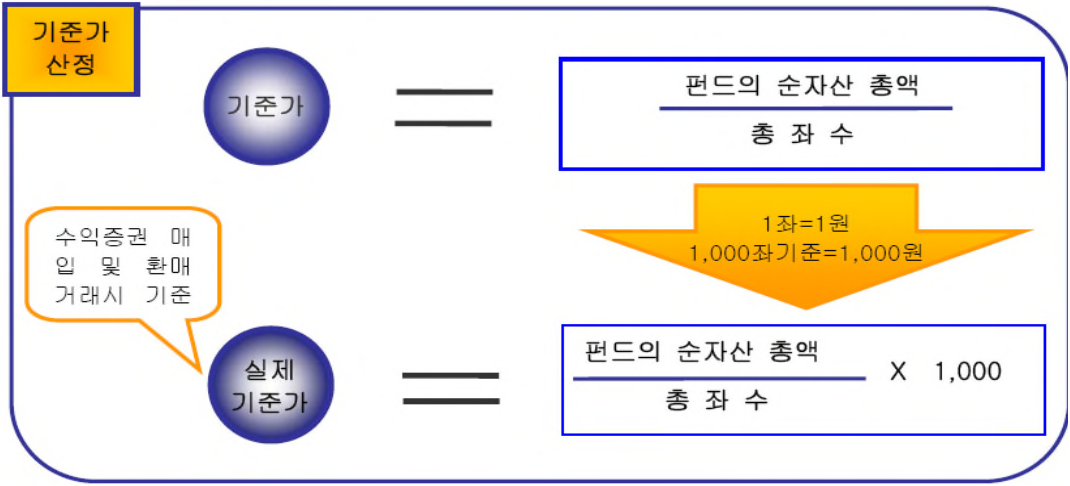 기준가
산정
기준가
펀드의 순자산 총액
총 좌 수
1좌=1원
1,000좌기준=1,000원
수익증권 매
입 및 환매
거래시 기준
실제
기준가
펀드의 순자산 총액
총 좌 수
X 1,000